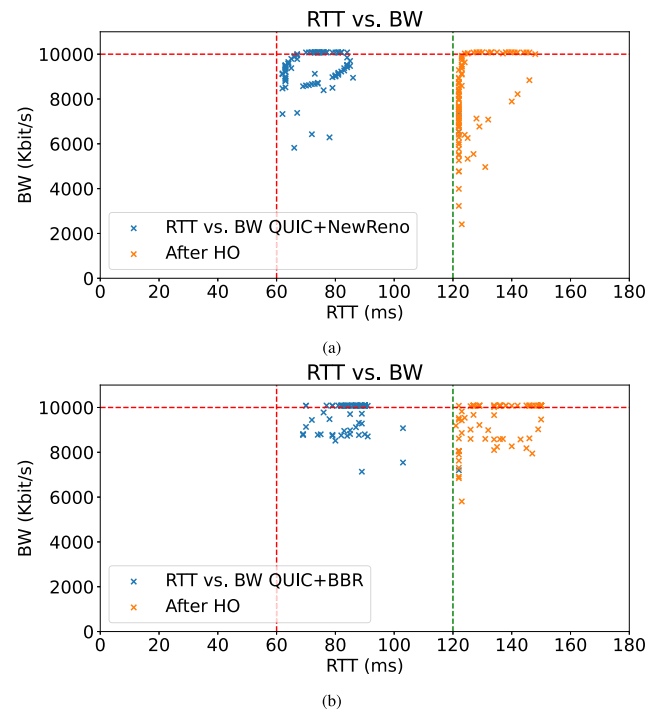 RTT vs. BW
10000
8000
6000
4000
2000
0
BW (Kbit/s)
RTT vs. BW QUIC+NewReno
After HO
0 20 40 60 80 100 120 140 160 180
RTT (ms)
(a)
RTT vs. BW
10000
8000
6000
4000
2000
0
BW (Kbit/s)
RTT vs. BW QUIC+BBR
After HO
0 20 40 60 80 100 120 140 160 180
RTT (ms)
(b)